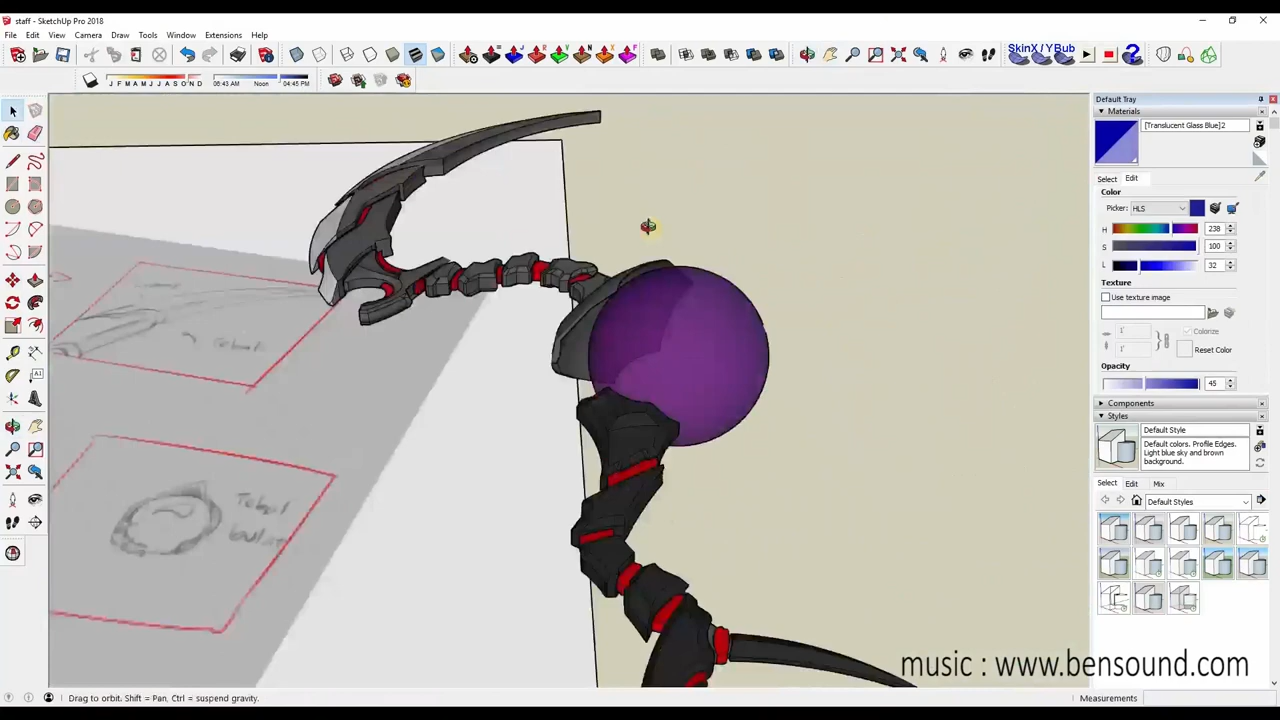 staff - SketchUp Pro 2018
File Edit View Camera Draw Tools Window Extensions Help
SkinX / YBub
J F M A M J J A S O N D 06:43 AM Noon 04:45 PM
Default Tray
Materials
[Translucent Glass Blue]2
Select Edit
Color
Picker: HLS
H 238
S 100
L 32
Texture
Use texture image
1' Colorize
1' Reset Color
Opacity
45
Components
Styles
Default Style
Default colors. Profile Edges.
Light blue sky and brown
background.
Select Edit Mix
Default Styles
music : www.bensound.com
Drag to orbit. Shift = Pan, Ctrl = suspend gravity.
Measurements